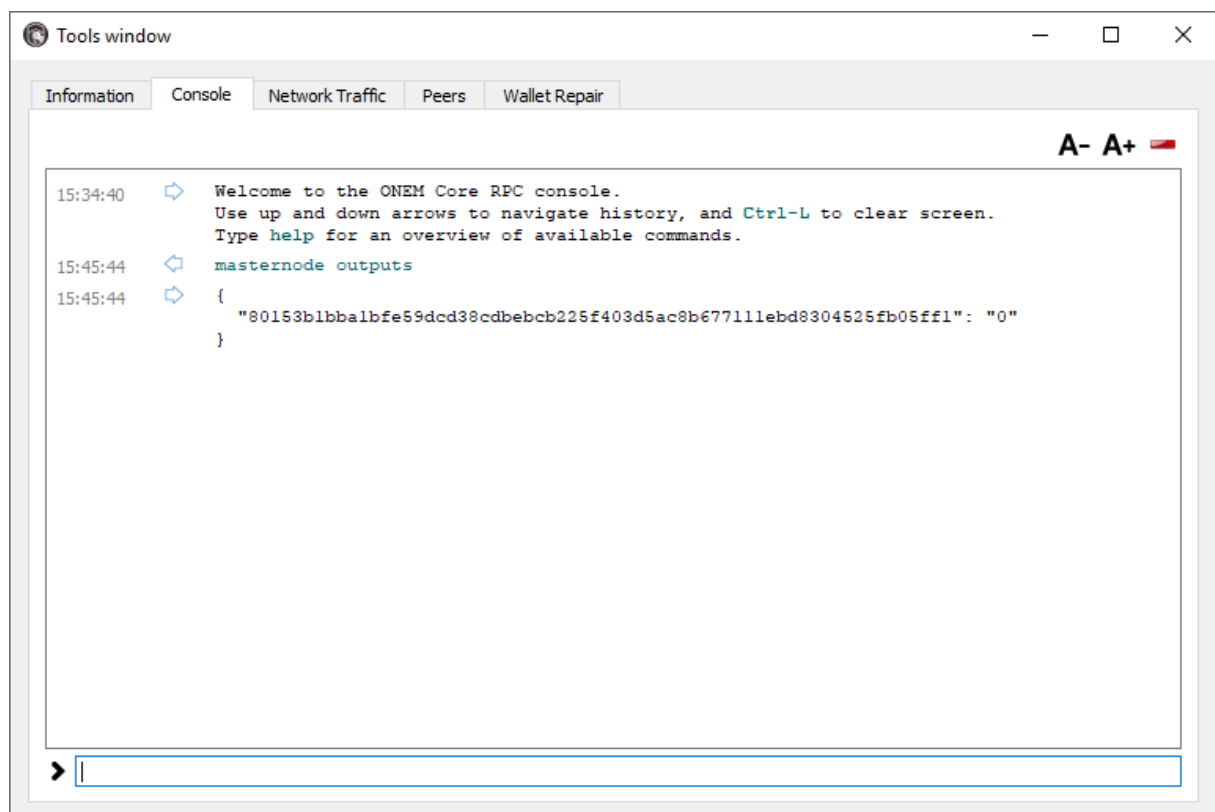 Tools window
Information Console Network Traffic Peers Wallet Repair
A- A+
15:34:40 Welcome to the ONEM Core RPC console.
Use up and down arrows to navigate history, and Ctrl-L to clear screen.
Type help for an overview of available commands.
15:45:44 masternode outputs
15:45:44 {
"80153b1bba1bfe59dcd38cdbebcb225f403d5ac8b677111ebd8304525fb05ff1": "0"
}